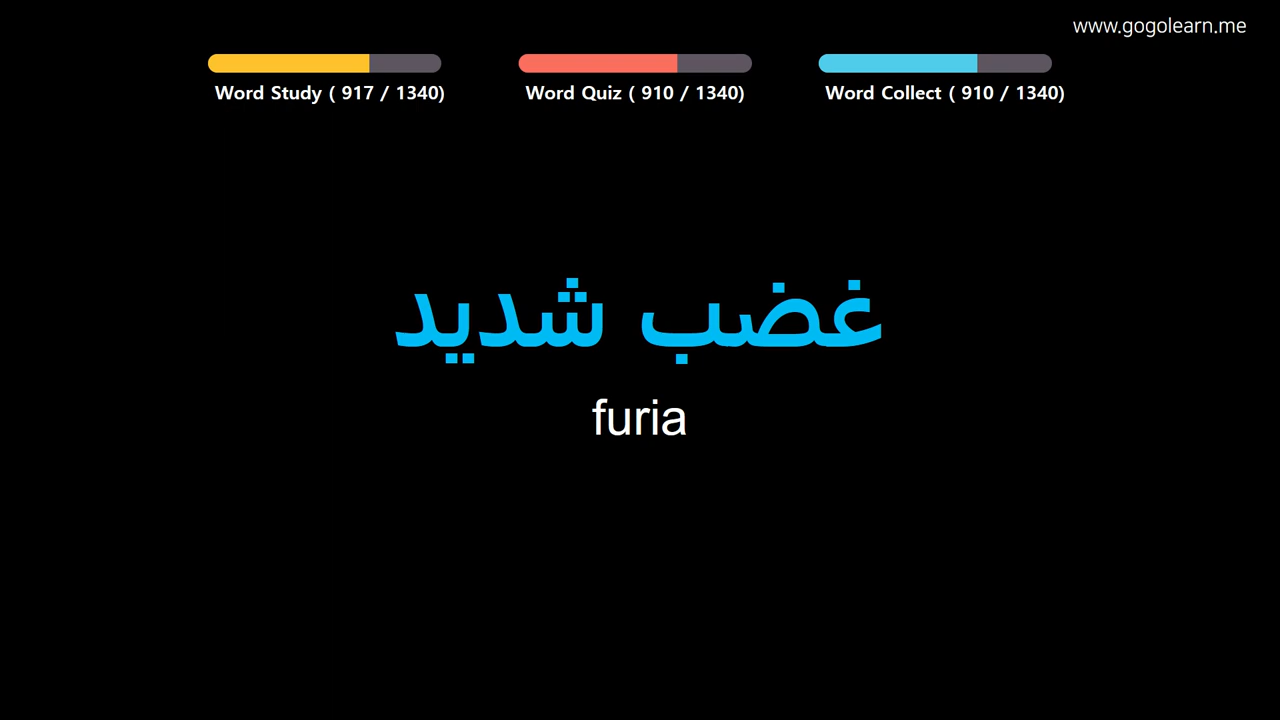 www.gogolearn.me
Word Study ( 917 / 1340)
Word Quiz ( 910 / 1340)
Word Collect ( 910 / 1340)
غضب شديد
furia